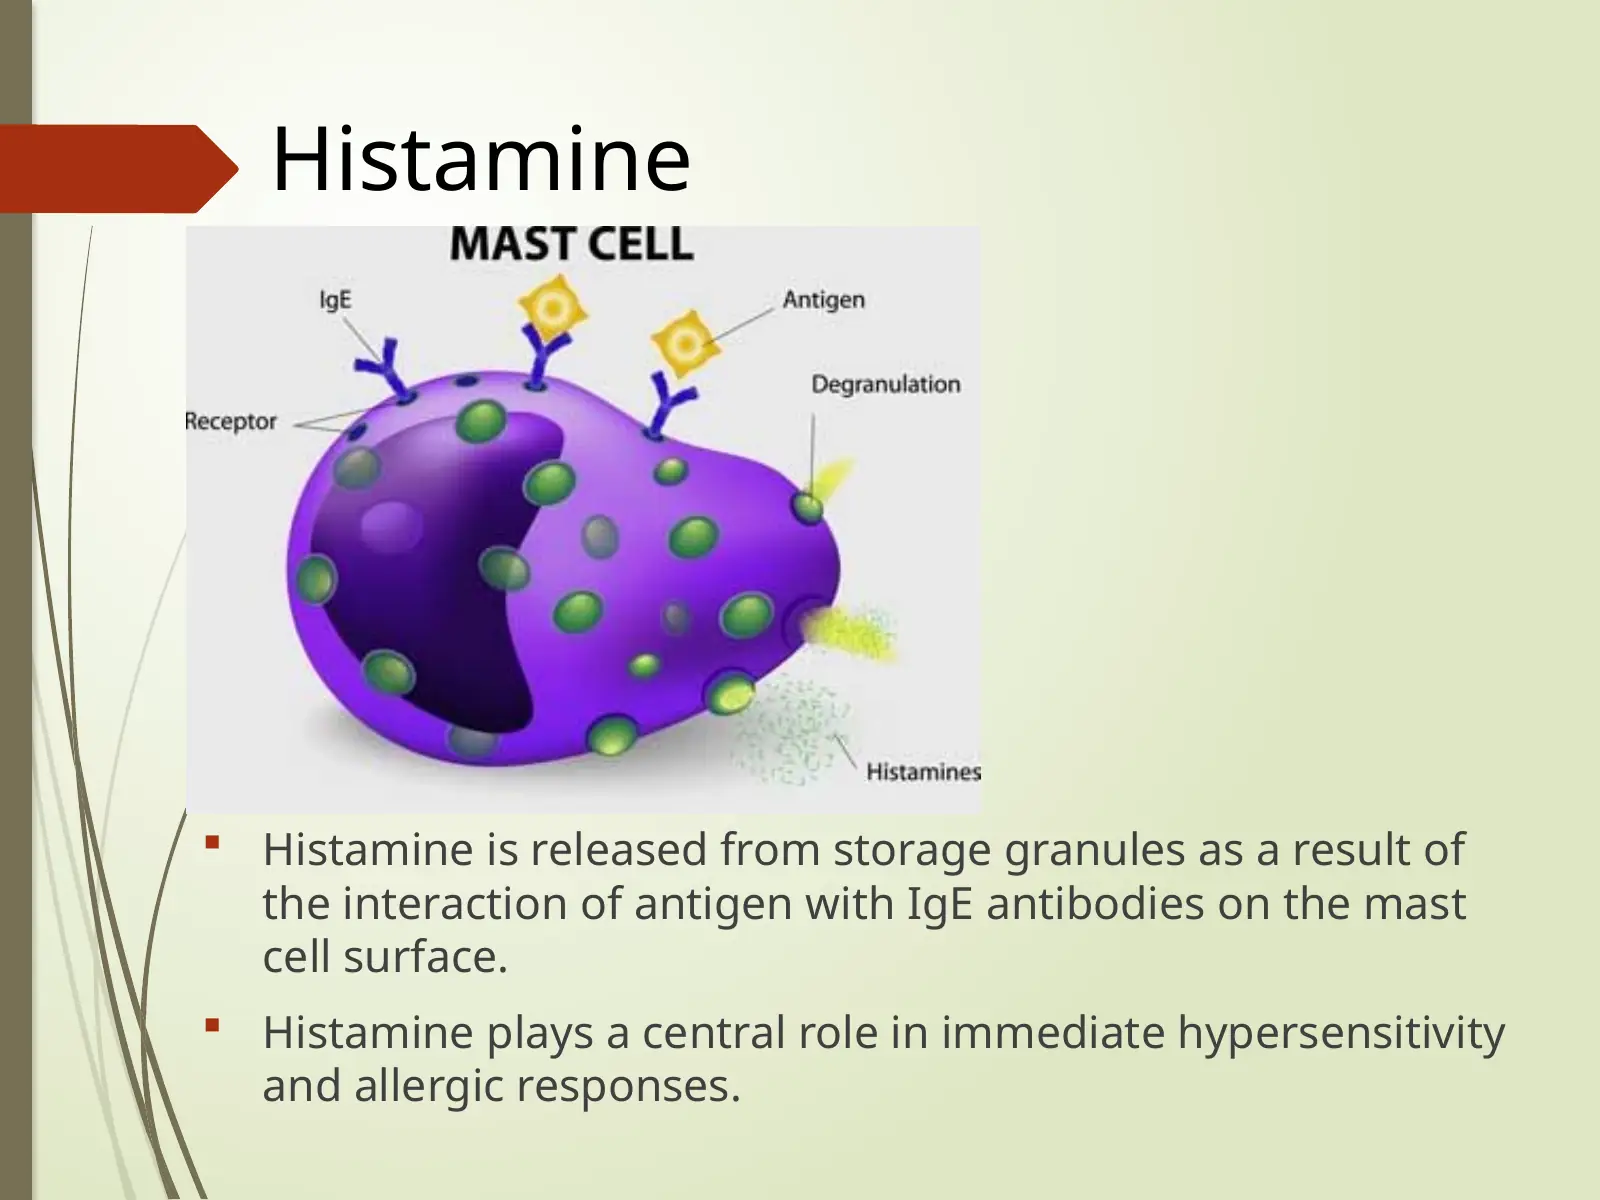 Histamine
MAST CELL
IgE
Antigen
Degranulation
Receptor
Histamines
Histamine is released from storage granules as a result of
the interaction of antigen with IgE antibodies on the mast
cell surface.
Histamine plays a central role in immediate hypersensitivity
and allergic responses.